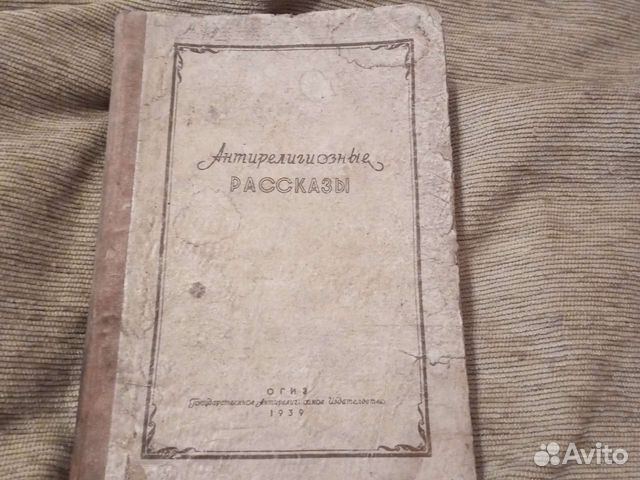 Антирелигиозные
РАССКАЗЫ
ОГИЗ
Государственное Антирелигиозное Издательство
1939
Avito